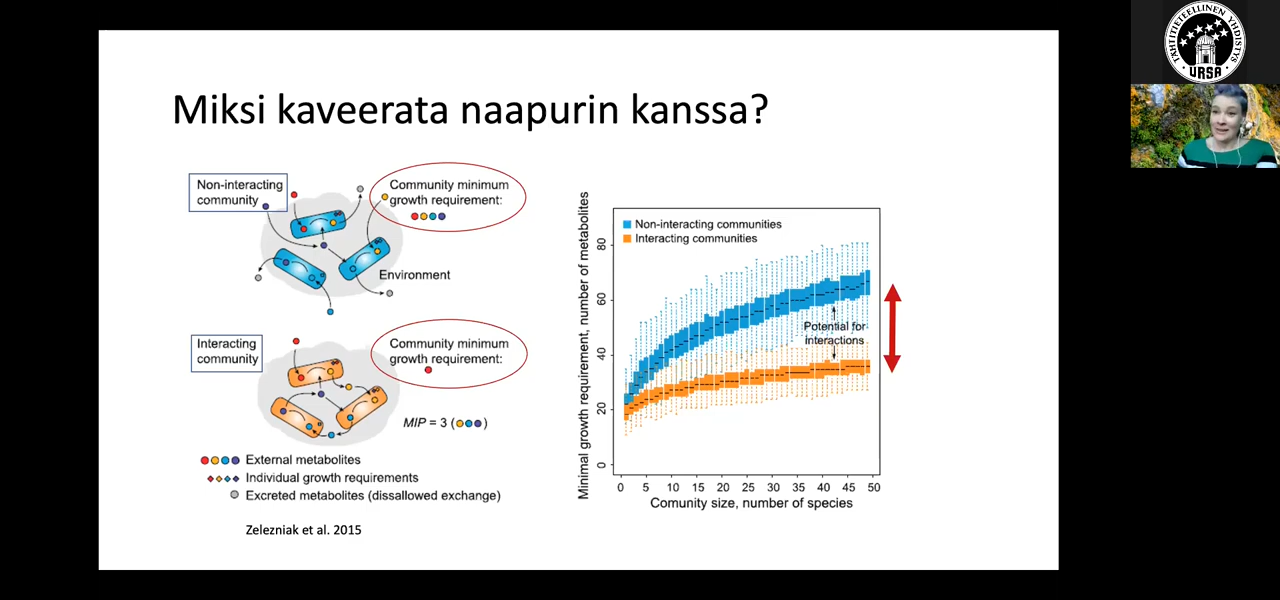 Miksi kaveerata naapurin kanssa?
Non-interacting
community
Community minimum
growth requirement:
Environment
Interacting
community
Community minimum
growth requirement:
MIP = 3 ( )
External metabolites
Individual growth requirements
Excreted metabolites (dissallowed exchange)
Zelezniak et al. 2015
Minimal growth requirement, number of metabolites
80
60
40
20
0
Non-interacting communities
Interacting communities
Potential for
interactions
0 5 10 15 20 25 30 35 40 45 50
Comunity size, number of species
TÄHTITIETEELLINEN YHDISTYS
URSA